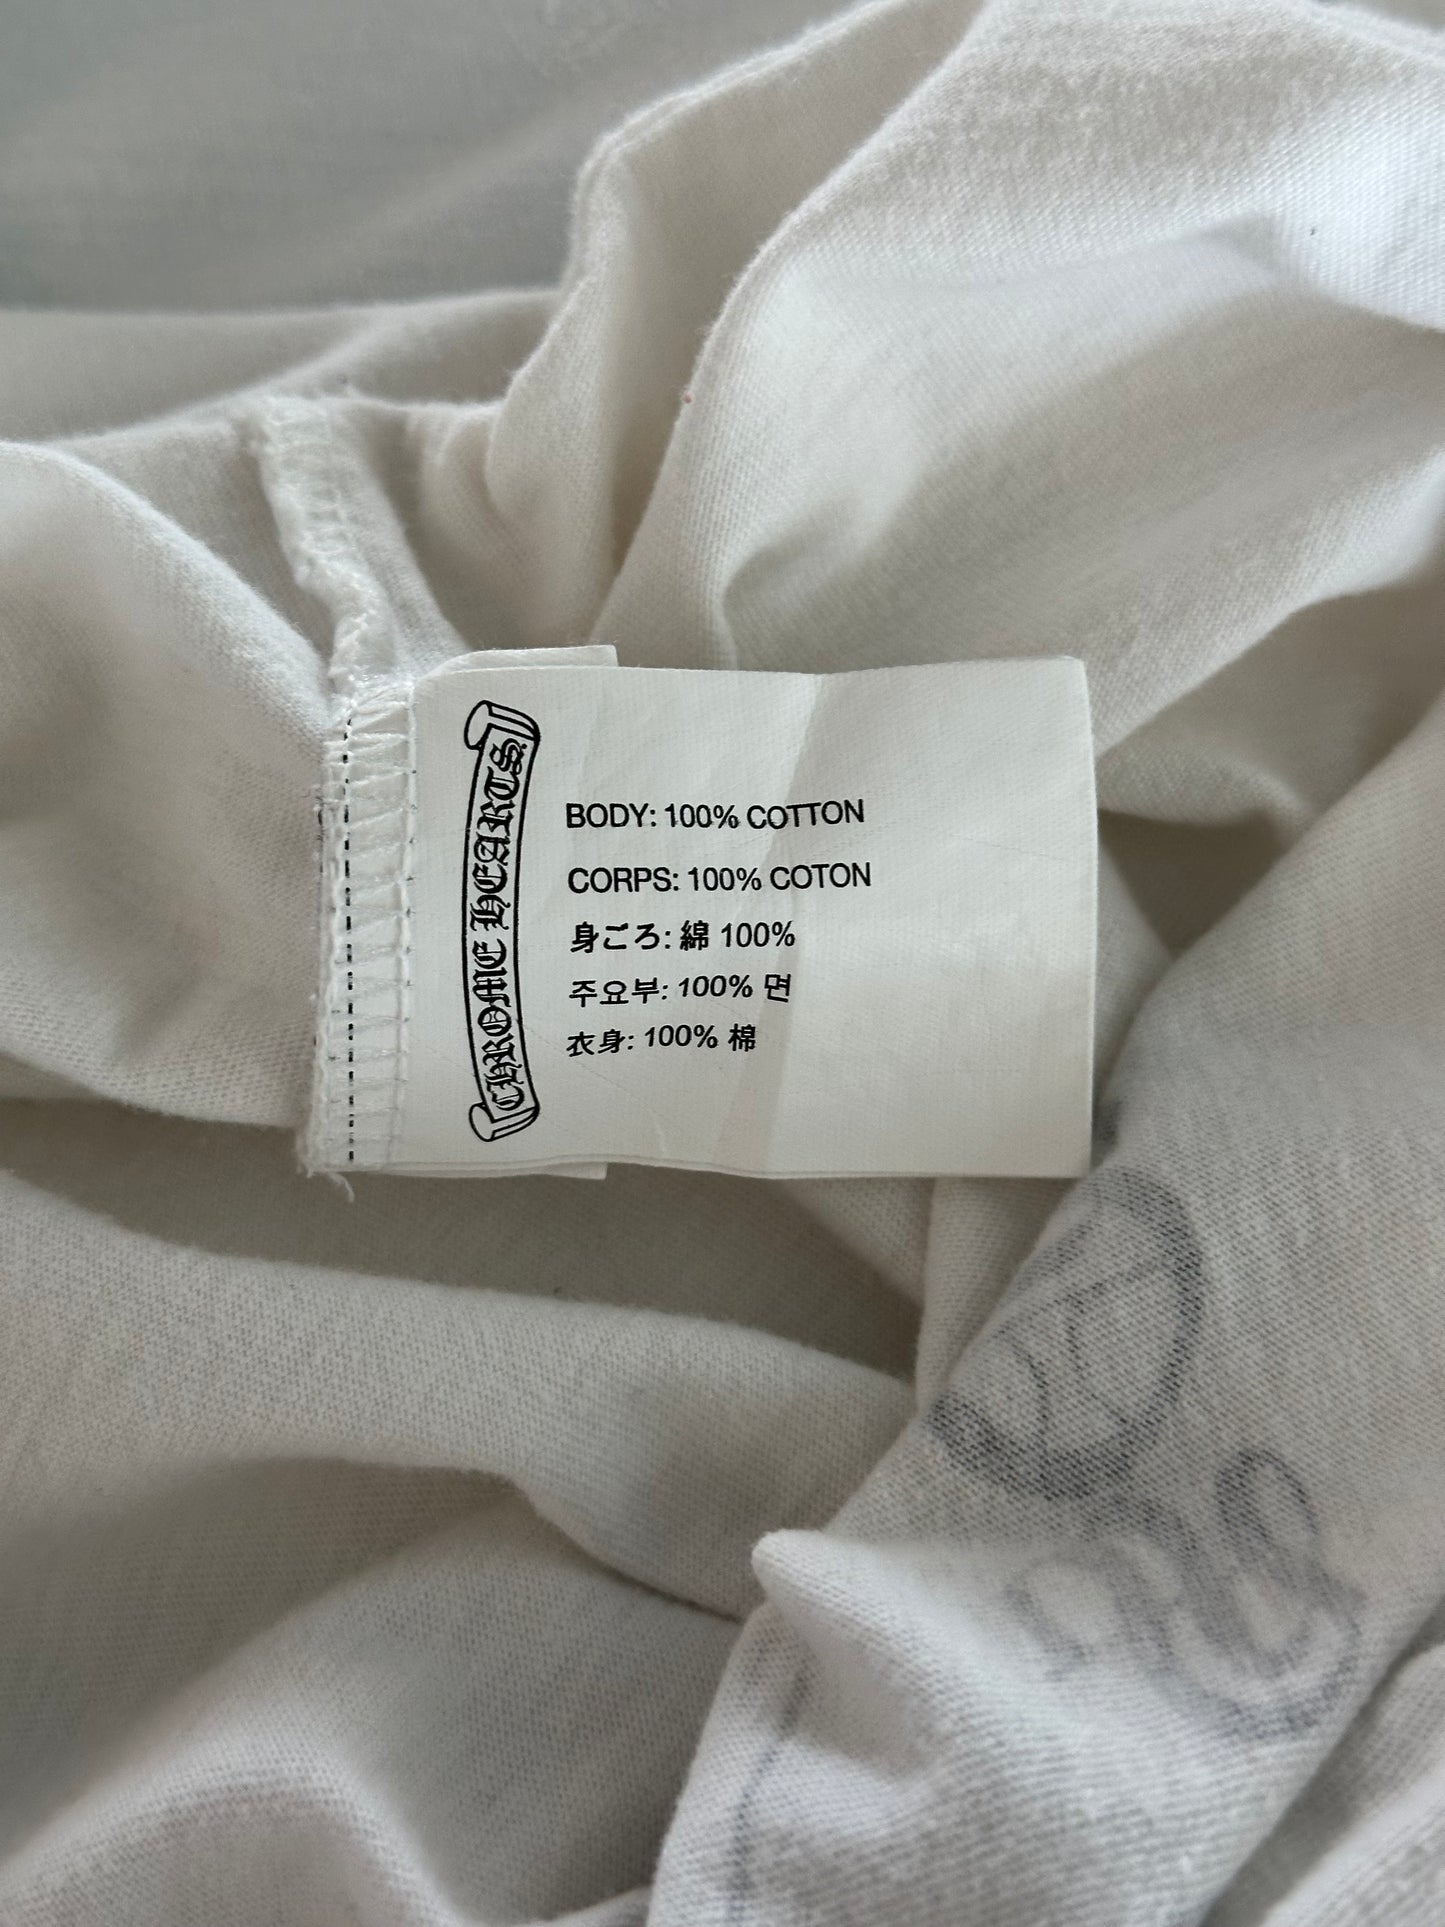 CHROME HEARTS
BODY: 100% COTTON
CORPS: 100% COTON
身ごろ: 綿 100%
주요부: 100% 면
衣身: 100% 棉